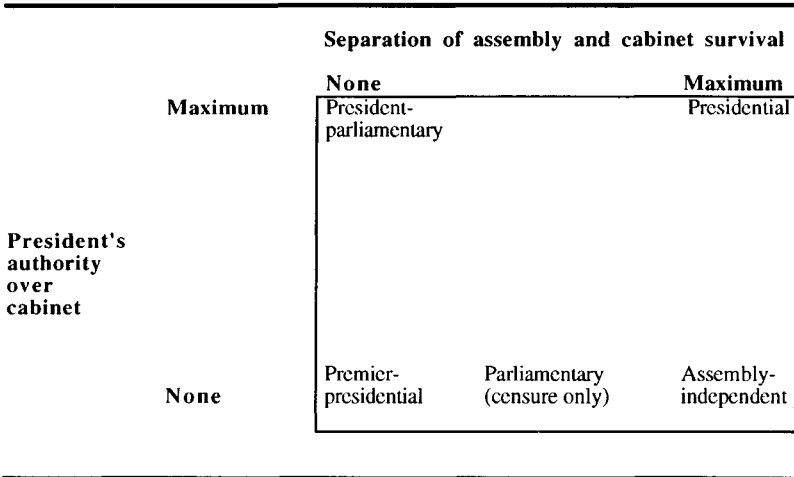 Separation of assembly and cabinet survival
None Maximum
Maximum President- Presidential
parliamentary
President's
authority
over
cabinet
Premier- Parliamentary Assembly-
None presidential (censure only) independent